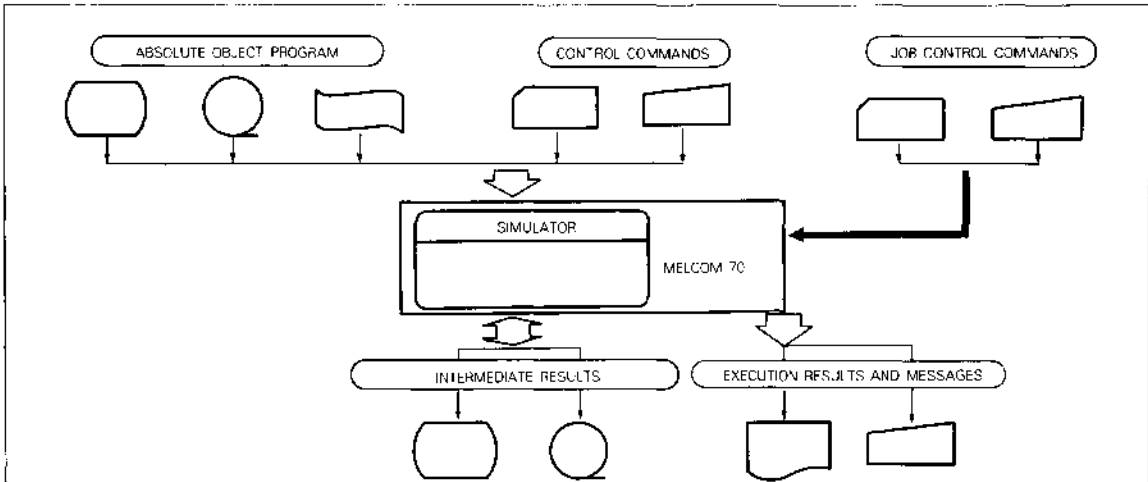 ABSOLUTE OBJECT PROGRAM
CONTROL COMMANDS
JOB CONTROL COMMANDS
SIMULATOR
MELCOM 70
INTERMEDIATE RESULTS
EXECUTION RESULTS AND MESSAGES